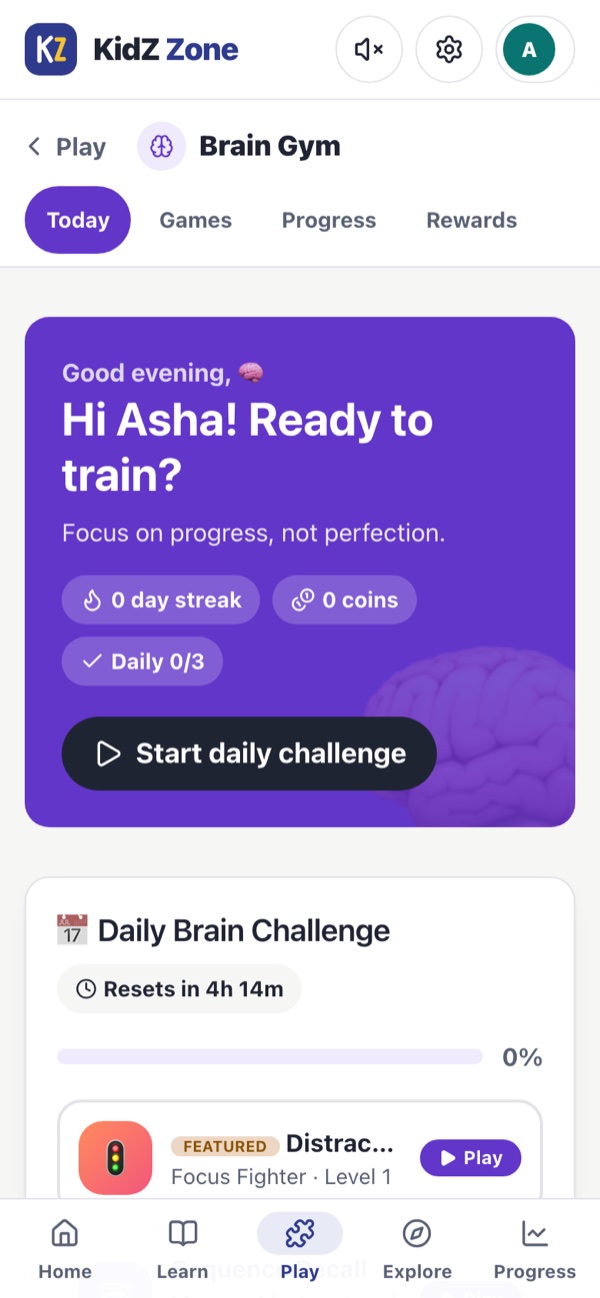 KZ KidZ Zone
A
Play
Brain Gym
Today Games Progress Rewards
Good evening, 🧠
Hi Asha! Ready to
train?
Focus on progress, not perfection.
0 day streak
0 coins
Daily 0/3
Start daily challenge
JUL 17 Daily Brain Challenge
Resets in 4h 14m
0%
FEATURED Distrac...
Focus Fighter · Level 1
Play
Home Learn Play Explore Progress